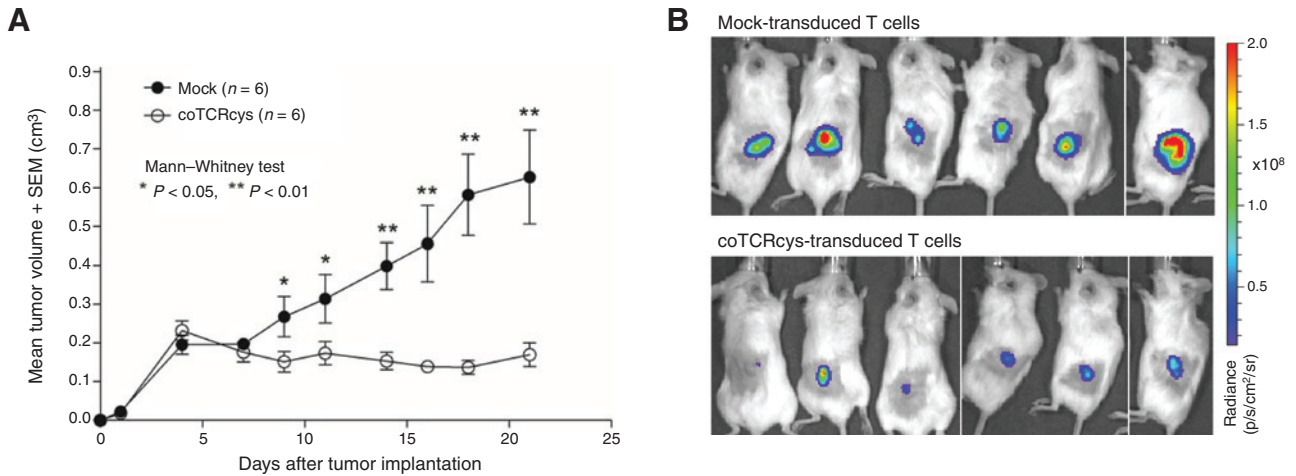 A
Mean tumor volume + SEM (cm³)
0.9
0.8
0.7
0.6
0.5
0.4
0.3
0.2
0.1
0.0
Mock (n = 6)
coTCRcys (n = 6)
Mann–Whitney test
* P < 0.05, ** P < 0.01
* * ** ** ** **
0 5 10 15 20 25
Days after tumor implantation
B
Mock-transduced T cells
coTCRcys-transduced T cells
2.0
1.5
x10⁸
1.0
0.5
Radiance
(p/s/cm²/sr)